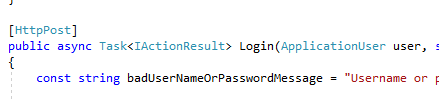 [HttpPost]
public async Task<IActionResult> Login(ApplicationUser user,
{
const string badUserNameOrPasswordMessage = "Username or